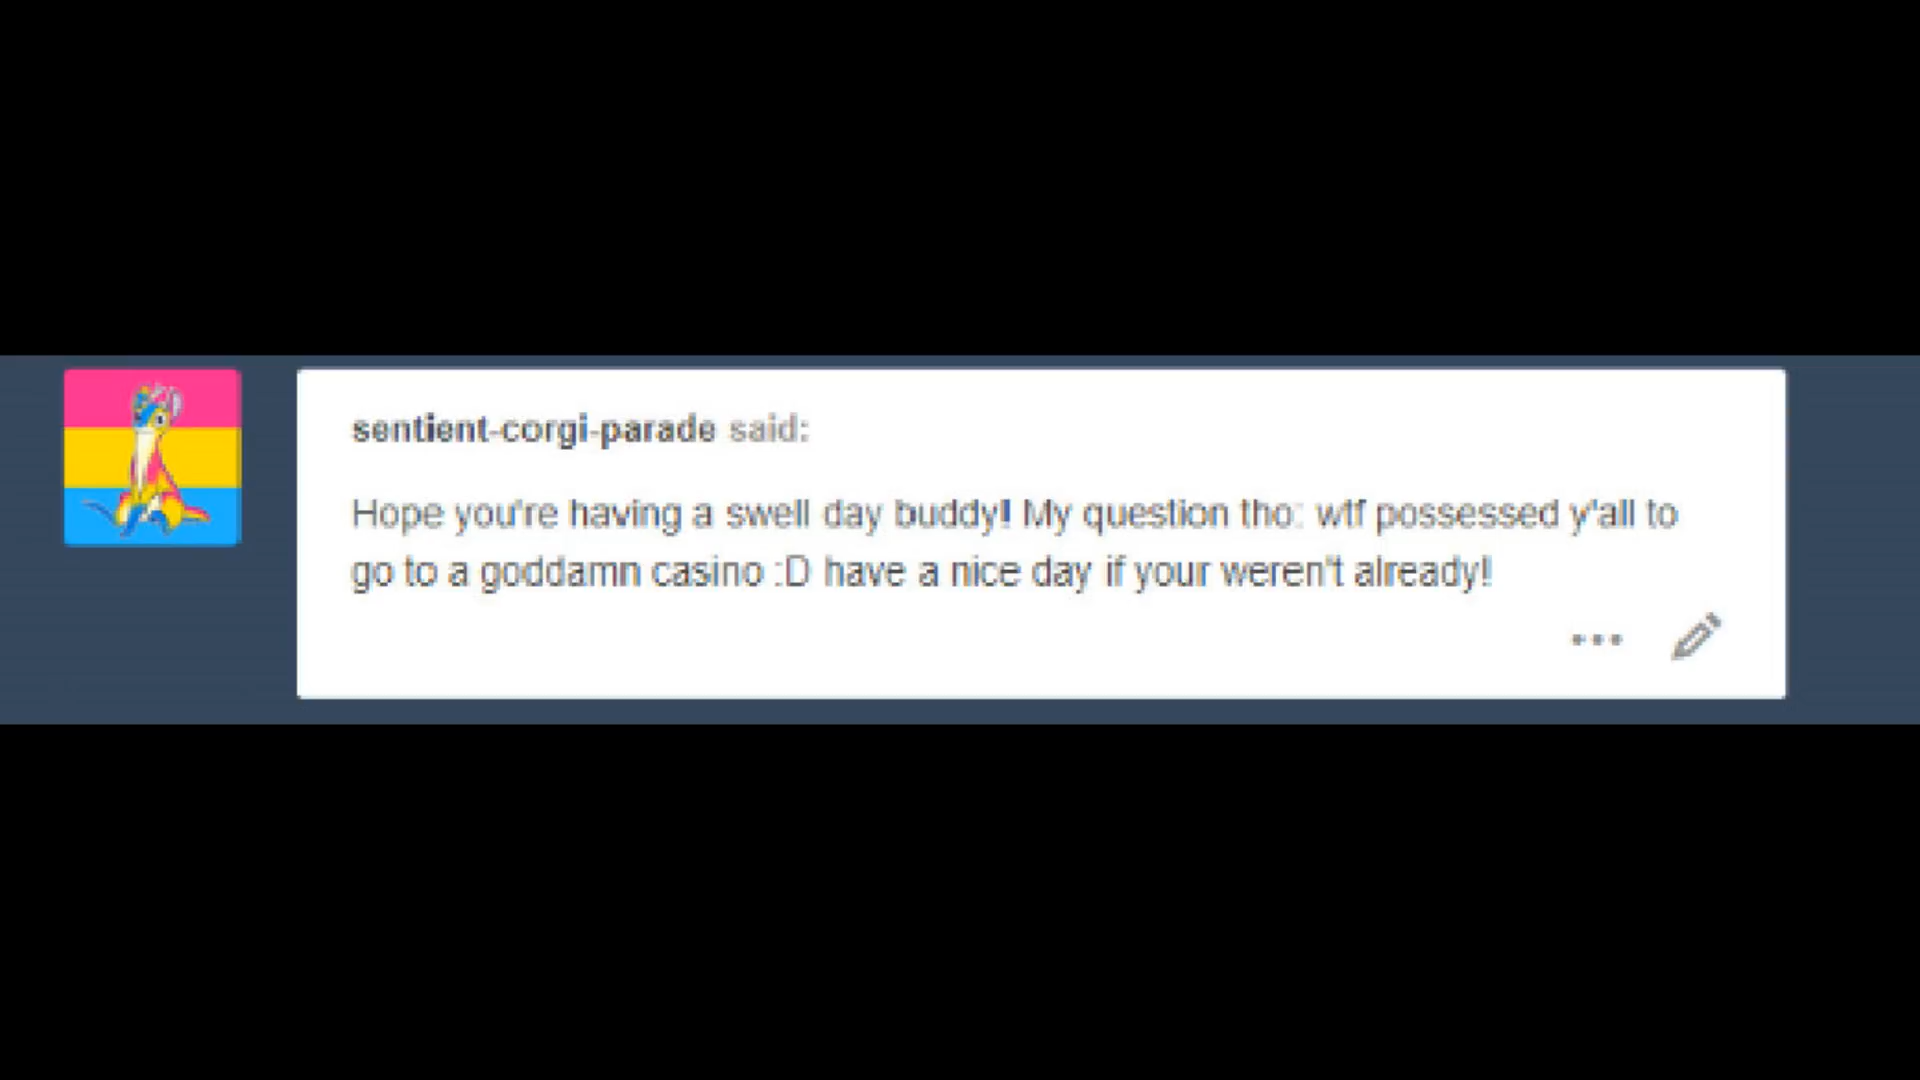 sentient-corgi-parade said:
Hope you're having a swell day buddy! My question tho: wtf possessed y'all to
go to a goddamn casino :D have a nice day if your weren't already!